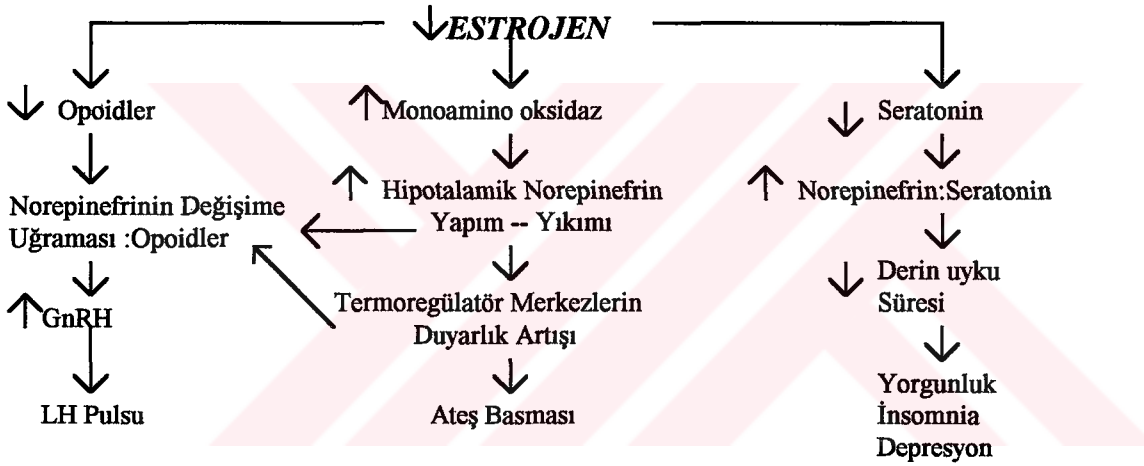 ESTROJEN
Opoidler
Monoamino oksidaz
Seratonin
Norepinefrinin Değişime
Uğraması :Opoidler
Hipotalamik Norepinefrin
Yapım -- Yıkımı
Norepinefrin:Seratonin
GnRH
Termoregülatör Merkezlerin
Duyarlık Artışı
Derin uyku
Süresi
LH Pulsu
Ateş Basması
Yorgunluk
İnsomnia
Depresyon